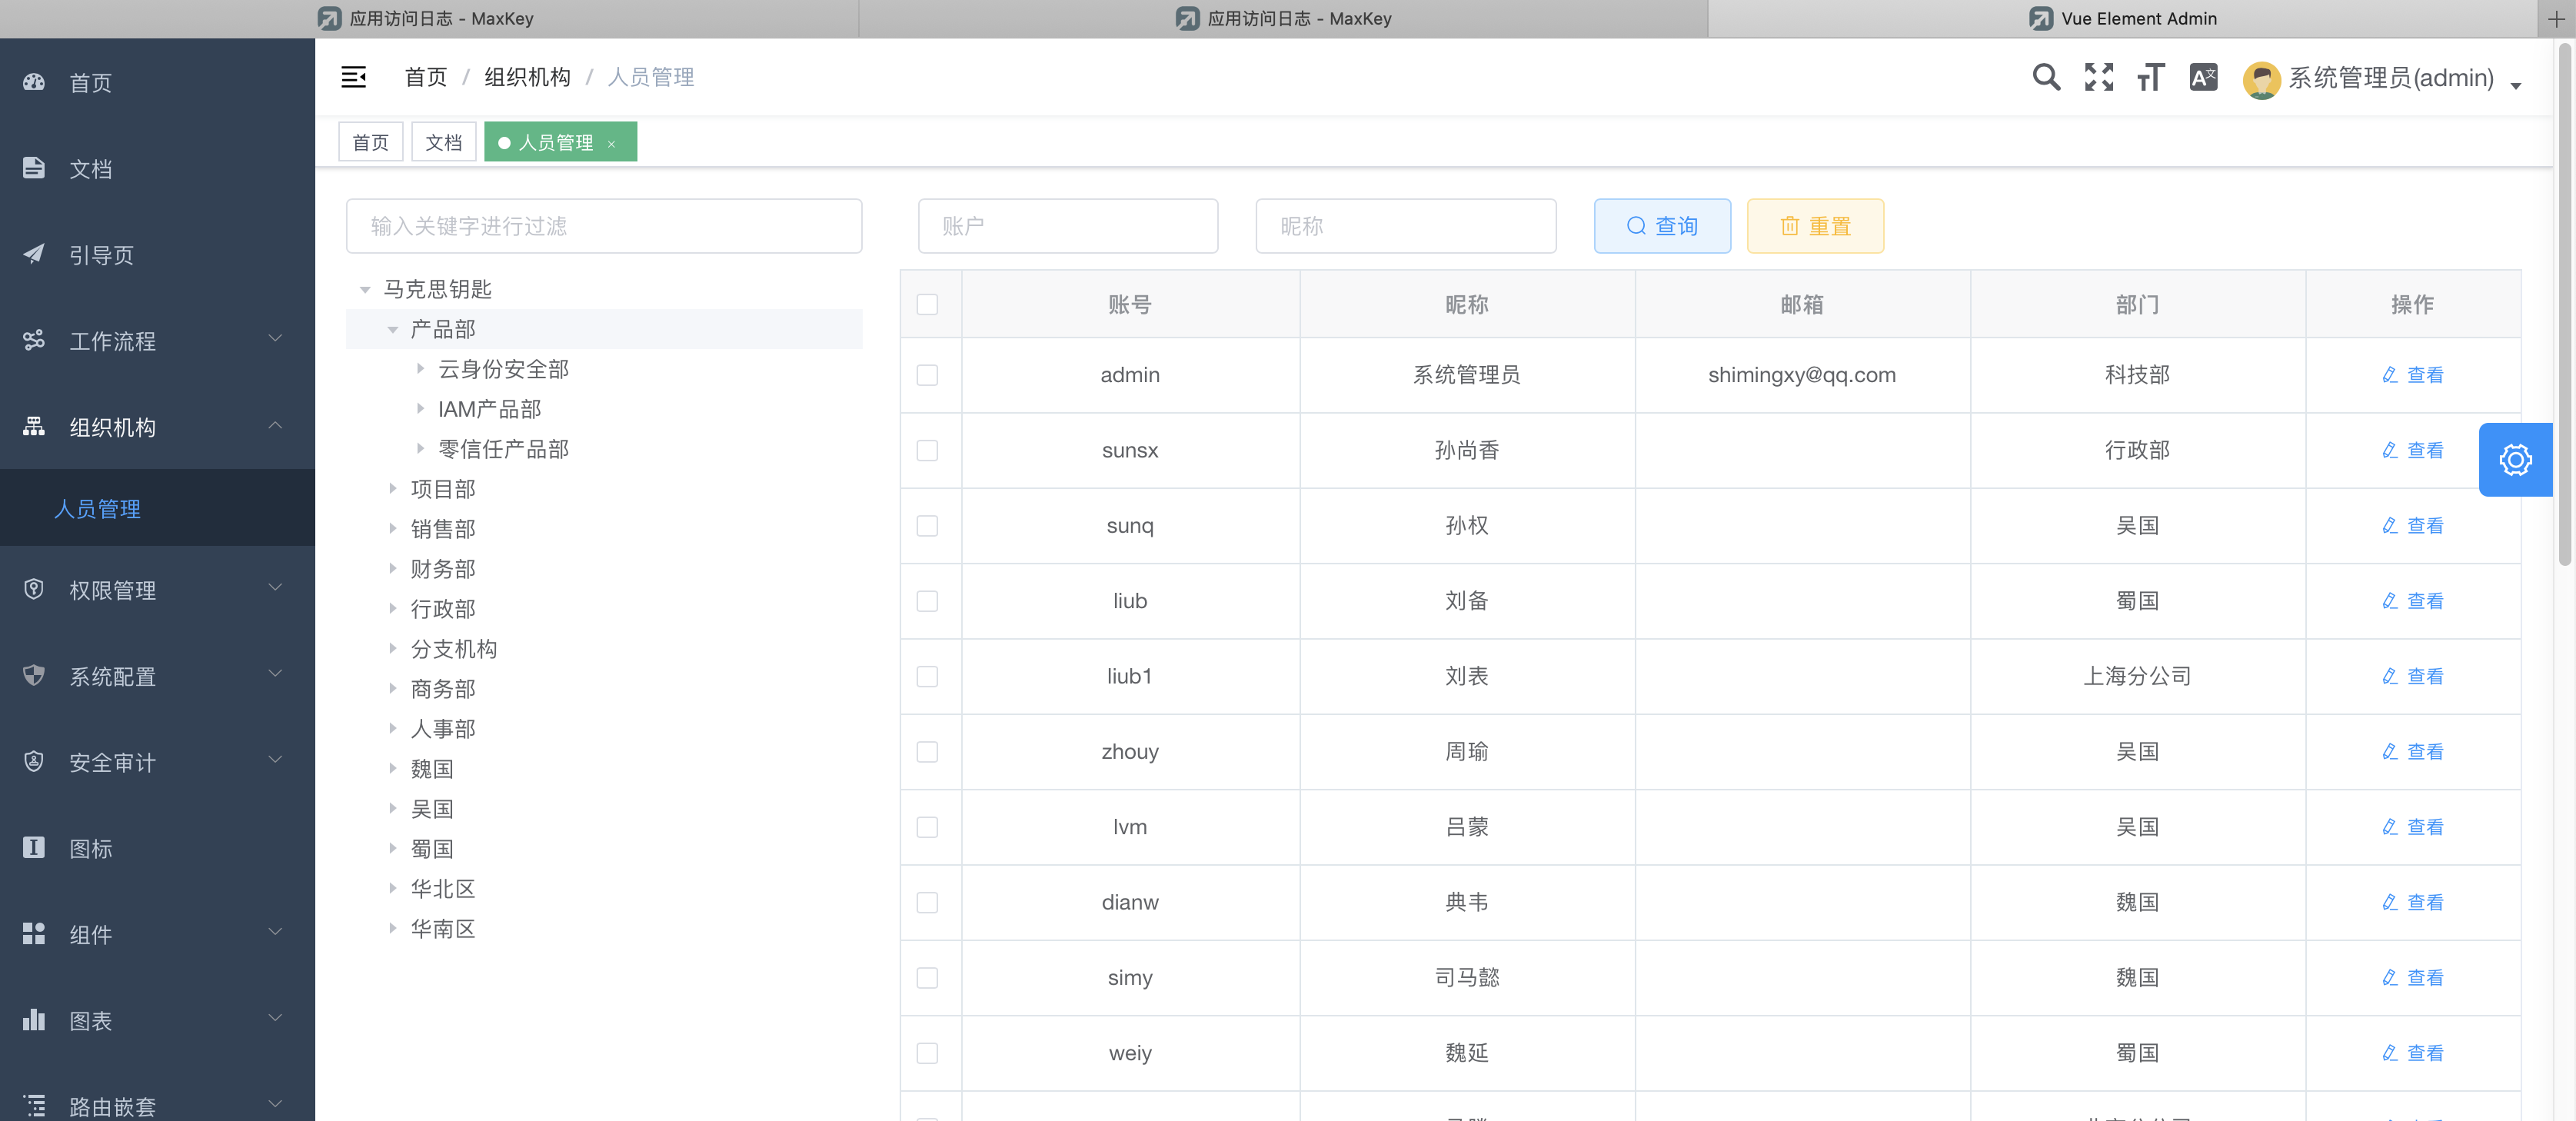 应用访问日志 - MaxKey
应用访问日志 - MaxKey
Vue Element Admin
首页
文档
引导页
工作流程
组织机构
人员管理
权限管理
系统配置
安全审计
图标
组件
图表
路由嵌套
首页 / 组织机构 / 人员管理
系统管理员(admin)
首页
文档
人员管理 ×
输入关键字进行过滤
马克思钥匙
产品部
云身份安全部
IAM产品部
零信任产品部
项目部
销售部
财务部
行政部
分支机构
商务部
人事部
魏国
吴国
蜀国
华北区
华南区
账户 昵称 查询 重置
账号 昵称 邮箱 部门 操作
admin 系统管理员 shimingxy@qq.com 科技部 查看
sunsx 孙尚香 行政部 查看
sunq 孙权 吴国 查看
liub 刘备 蜀国 查看
liub1 刘表 上海分公司 查看
zhouy 周瑜 吴国 查看
lvm 吕蒙 吴国 查看
dianw 典韦 魏国 查看
simy 司马懿 魏国 查看
weiy 魏延 蜀国 查看